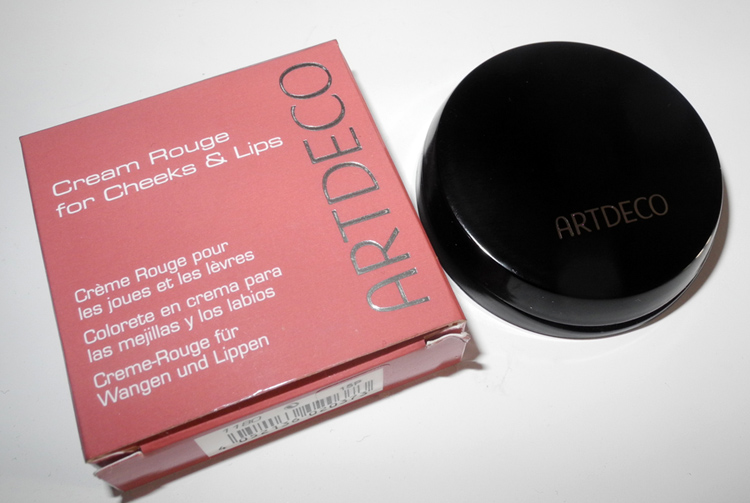 Cream Rouge
for Cheeks & Lips
ARTDECO
Crème Rouge pour
les joues et les lèvres
Colorete en crema para
las mejillas y los labios
Creme-Rouge für
Wangen und Lippen
ARTDECO